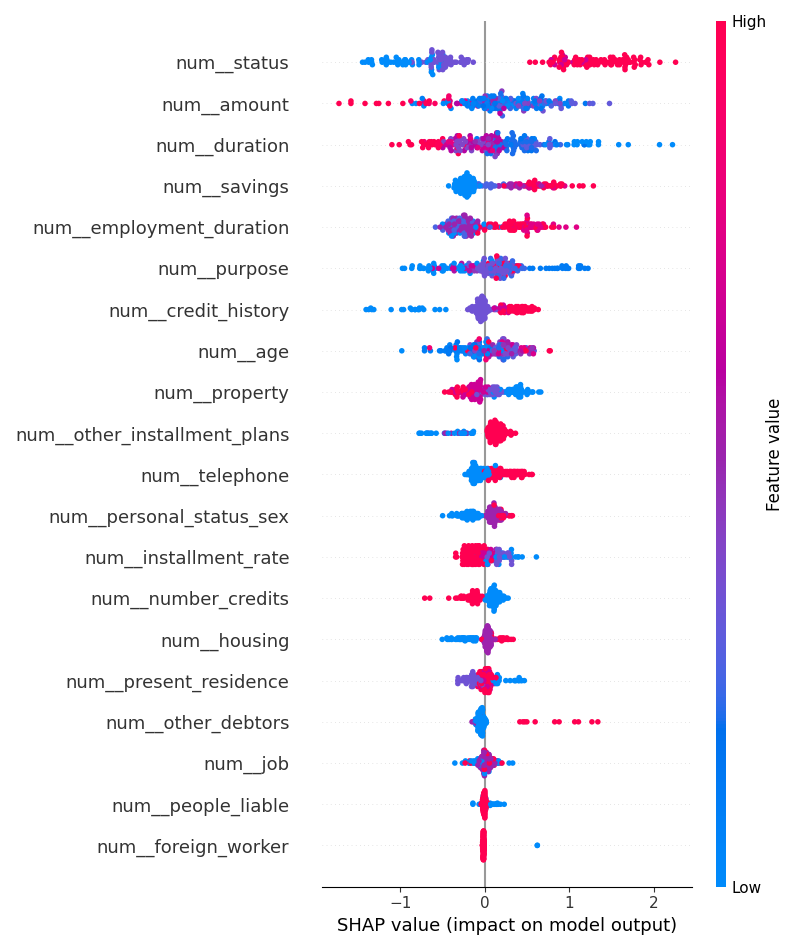 High
num__status
num__amount
num__duration
num__savings
num__employment_duration
num__purpose
num__credit_history
num__age
num__property
num__other_installment_plans
num__telephone
num__personal_status_sex
num__installment_rate
num__number_credits
num__housing
num__present_residence
num__other_debtors
num__job
num__people_liable
num__foreign_worker
Feature value
Low
−1 0 1 2
SHAP value (impact on model output)